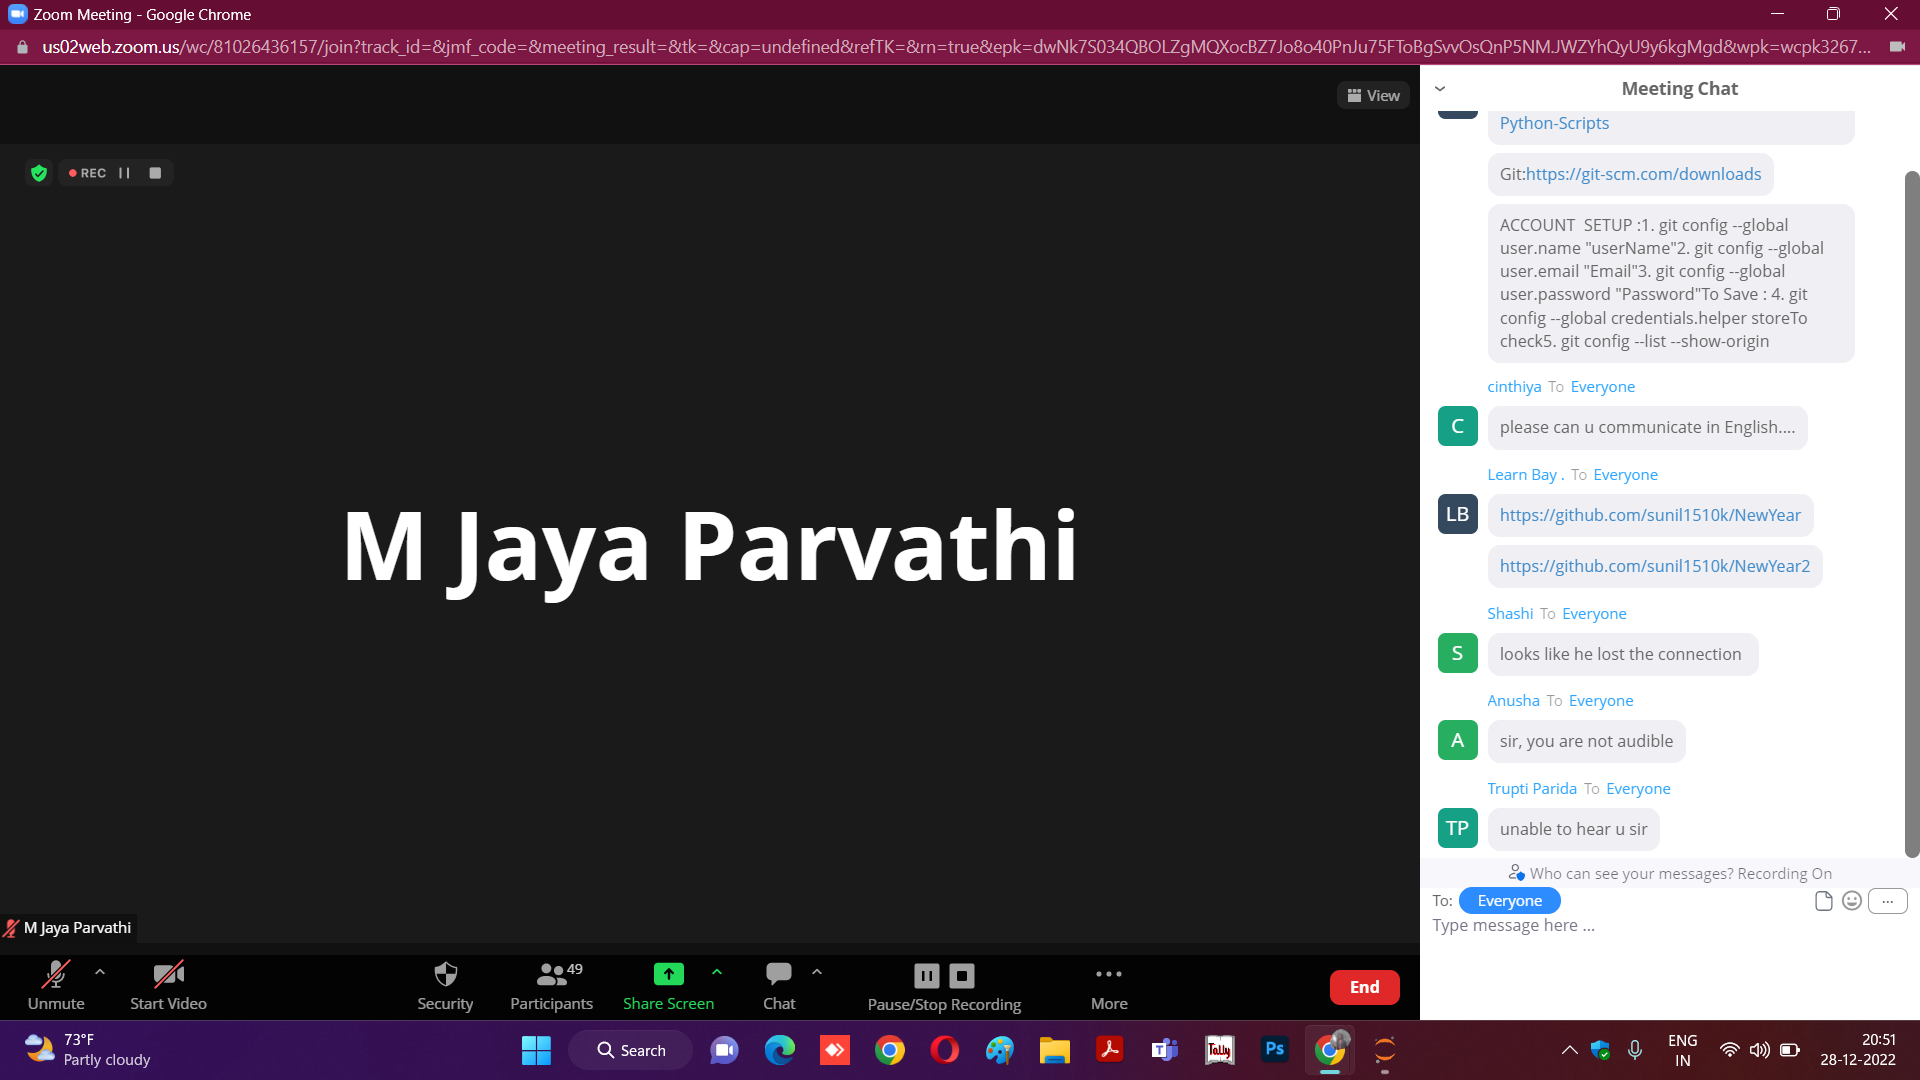 Zoom Meeting - Google Chrome
us02web.zoom.us/wc/81026436157/join?track_id=&jmf_code=&meeting_result=&tk=&cap=undefined&refTK=&rn=true&epk=dwNk7S034QBOLZgMQXocBZ7Jo8o40PnJu75FToBgSvvOsQnP5NMJWZYhQyU9y6kgMgd&wpk=wcpk3267...
View
REC
M Jaya Parvathi
M Jaya Parvathi
Unmute
Start Video
Security
49
Participants
Share Screen
Chat
Pause/Stop Recording
More
End
Meeting Chat
Python-Scripts
Git:https://git-scm.com/downloads
ACCOUNT  SETUP :1. git config --global
user.name "userName"2. git config --global
user.email "Email"3. git config --global
user.password "Password"To Save : 4. git
config --global credentials.helper storeTo
check5. git config --list --show-origin
cinthiya To Everyone
C
please can u communicate in English....
Learn Bay . To Everyone
LB
https://github.com/sunil1510k/NewYear
https://github.com/sunil1510k/NewYear2
Shashi To Everyone
S
looks like he lost the connection
Anusha To Everyone
A
sir, you are not audible
Trupti Parida To Everyone
TP
unable to hear u sir
Who can see your messages? Recording On
To: Everyone
...
Type message here ...
73°F
Partly cloudy
Search
Tally
Ps
ENG
IN
20:51
28-12-2022